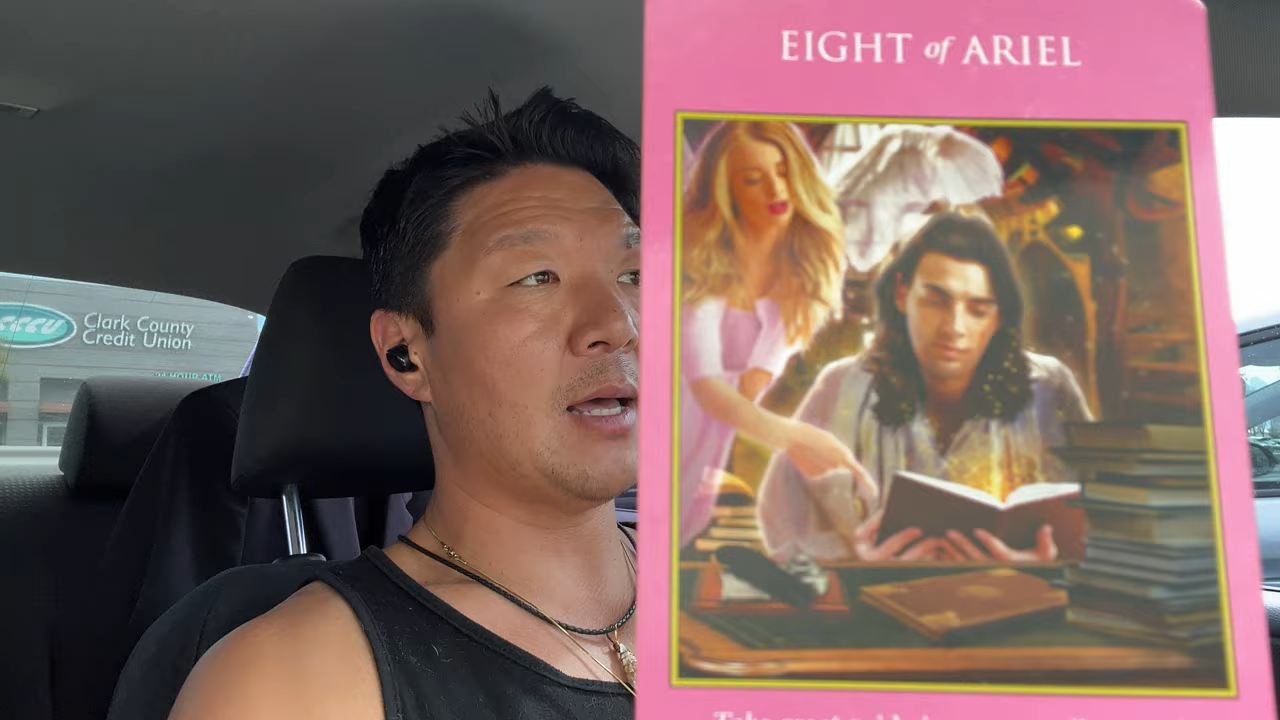 EIGHT of ARIEL
CCCU
Clark County
Credit Union
24 HOUR ATM